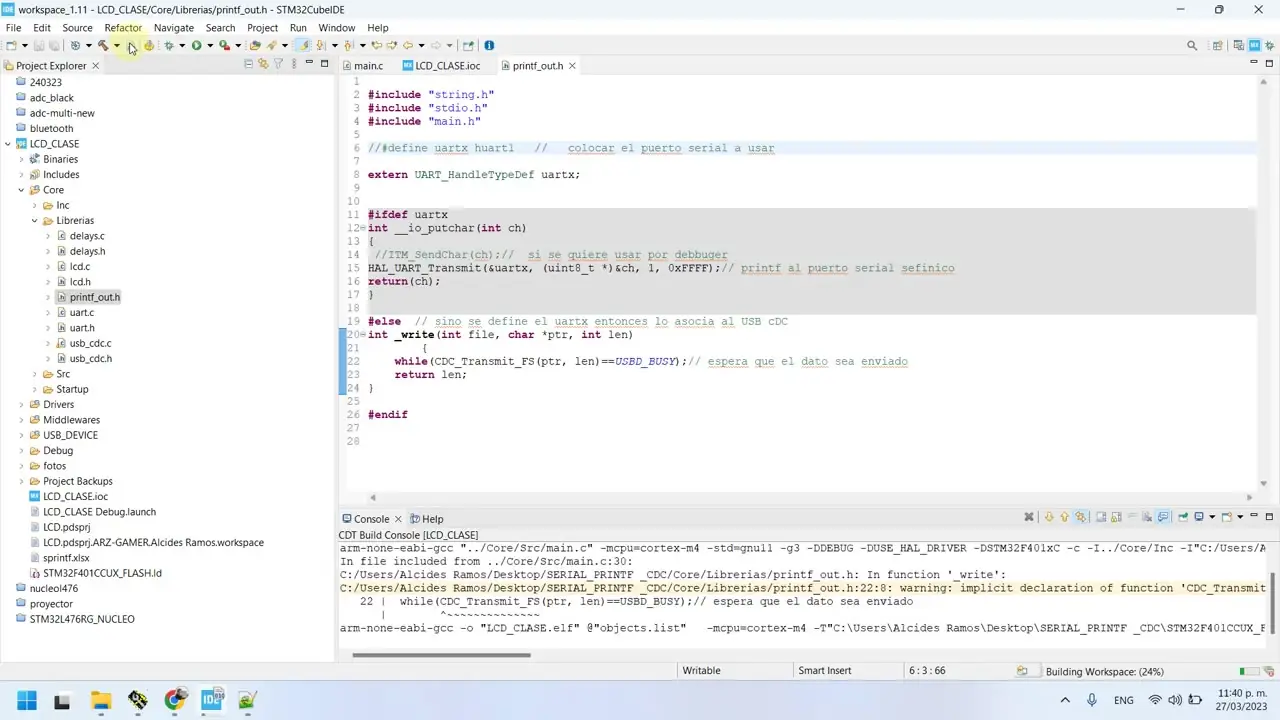 workspace_1.11 - LCD_CLASE/Core/Librerias/printf_out.h - STM32CubeIDE
File Edit Source Refactor Navigate Search Project Run Window Help
Project Explorer
main.c LCD_CLASE.ioc printf_out.h
240323
adc_black
adc-multi-new
bluetooth
LCD_CLASE
Binaries
Includes
Core
Inc
Librerias
delays.c
delays.h
lcd.c
lcd.h
printf_out.h
uart.c
uart.h
usb_cdc.c
usb_cdc.h
Src
Startup
Drivers
Middlewares
USB_DEVICE
Debug
fotos
Project Backups
LCD_CLASE.ioc
LCD_CLASE Debug.launch
LCD.pdsprj
LCD.pdsprj.ARZ-GAMER.Alcides Ramos.workspace
sprintf.xlsx
STM32F401CCUX_FLASH.ld
nucleol476
proyector
STM32L476RG_NUCLEO
1
2 #include "string.h"
3 #include "stdio.h"
4 #include "main.h"
5
6 //#define uartx huart1 // colocar el puerto serial a usar
7
8 extern UART_HandleTypeDef uartx;
9
10
11 #ifdef uartx
12 int __io_putchar(int ch)
13 {
14 //ITM_SendChar(ch);// si se quiere usar por debbuger
15 HAL_UART_Transmit(&uartx, (uint8_t *)&ch, 1, 0xFFFF);// printf al puerto serial sefinico
16 return(ch);
17 }
18
19 #else // sino se define el uartx entonces lo asocia al USB cDC
20 int _write(int file, char *ptr, int len)
21 {
22 while(CDC_Transmit_FS(ptr, len)==USBD_BUSY);// espera que el dato sea enviado
23 return len;
24 }
25
26 #endif
27
28
Console Help
CDT Build Console [LCD_CLASE]
arm-none-eabi-gcc "../Core/Src/main.c" -mcpu=cortex-m4 -std=gnu11 -g3 -DDEBUG -DUSE_HAL_DRIVER -DSTM32F401xC -c -I../Core/Inc -I"C:/Users/A
In file included from ../Core/Src/main.c:30:
C:/Users/Alcides Ramos/Desktop/SERIAL_PRINTF _CDC/Core/Librerias/printf_out.h: In function '_write':
C:/Users/Alcides Ramos/Desktop/SERIAL_PRINTF _CDC/Core/Librerias/printf_out.h:22:8: warning: implicit declaration of function 'CDC_Transmit
22 | while(CDC_Transmit_FS(ptr, len)==USBD_BUSY);// espera que el dato sea enviado
| ^~~~~~~~~~~~~~~
arm-none-eabi-gcc -o "LCD_CLASE.elf" @"objects.list" -mcpu=cortex-m4 -T"C:\Users\Alcides Ramos\Desktop\SERIAL_PRINTF _CDC\STM32F401CCUX_F
Writable Smart Insert 6 : 3 : 66 Building Workspace: (24%)
ENG
11:40 p. m.
27/03/2023